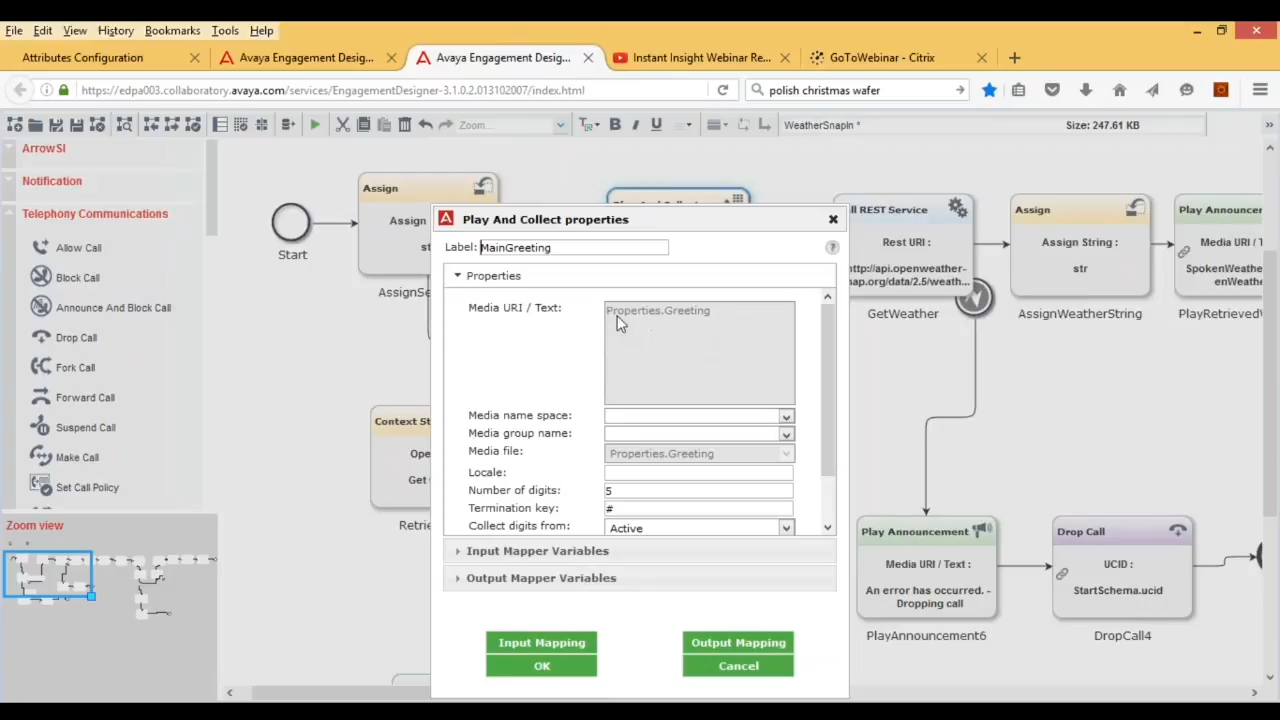 File Edit View History Bookmarks Tools Help
Attributes Configuration
Avaya Engagement Desig...
Avaya Engagement Desig...
Instant Insight Webinar Re...
GoToWebinar - Citrix
https://edpa003.collaboratory.avaya.com/services/EngagementDesigner-3.1.0.2.013102007/index.html
polish christmas wafer
Zoom...
B I U
WeatherSnapIn *
Size: 247.61 KB
ArrowSI
Notification
Telephony Communications
Allow Call
Block Call
Announce And Block Call
Drop Call
Fork Call
Forward Call
Suspend Call
Make Call
Set Call Policy
Zoom view
Start
Assign
Assign
st
AssignSe
Context St
Ope
Get
Retrie
Play And Collect properties
Label: MainGreeting
Properties
Media URI / Text:
Properties.Greeting
Media name space:
Media group name:
Media file: Properties.Greeting
Locale:
Number of digits: 5
Termination key: #
Collect digits from: Active
Input Mapper Variables
Output Mapper Variables
Input Mapping
Output Mapping
OK
Cancel
ll REST Service
Rest URI :
http://api.openweather-
map.org/data/2.5/weath...
GetWeather
Assign
Assign String :
str
AssignWeatherString
Play Announcer
Media URI / T
SpokenWeathe
enWeathe
PlayRetrievedW
Play Announcement
Media URI / Text :
An error has occurred. -
Dropping call
PlayAnnouncement6
Drop Call
UCID :
StartSchema.ucid
DropCall4